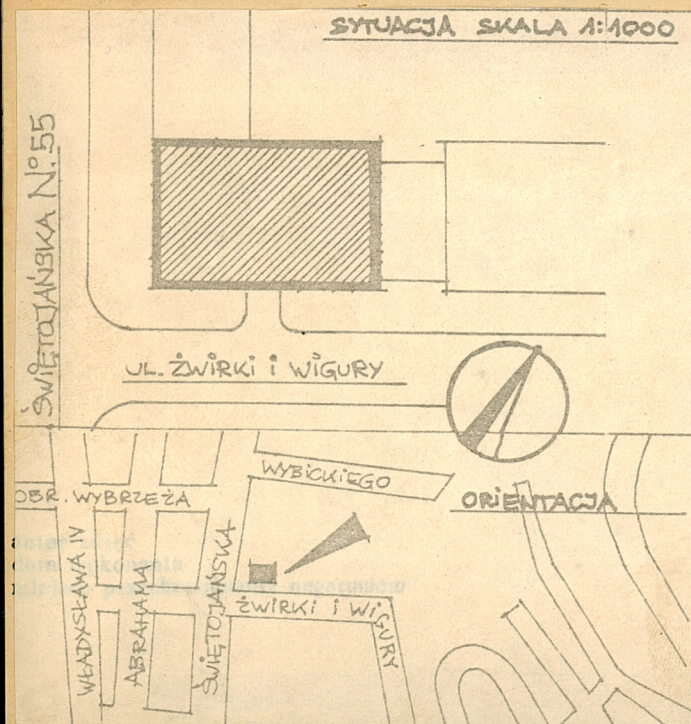 SYTUACJA SKALA 1:1000
ŚWIĘTOJAŃSKA No 55
UL. ŻWIRKI i WIGURY
WYBICKIEGO
OBR. WYBRZEŻA
ORIENTACJA
WŁADYSŁAWA IV
ABRAHAMA
ŚWIĘTOJAŃSKA
ŻWIRKI I WIGURY